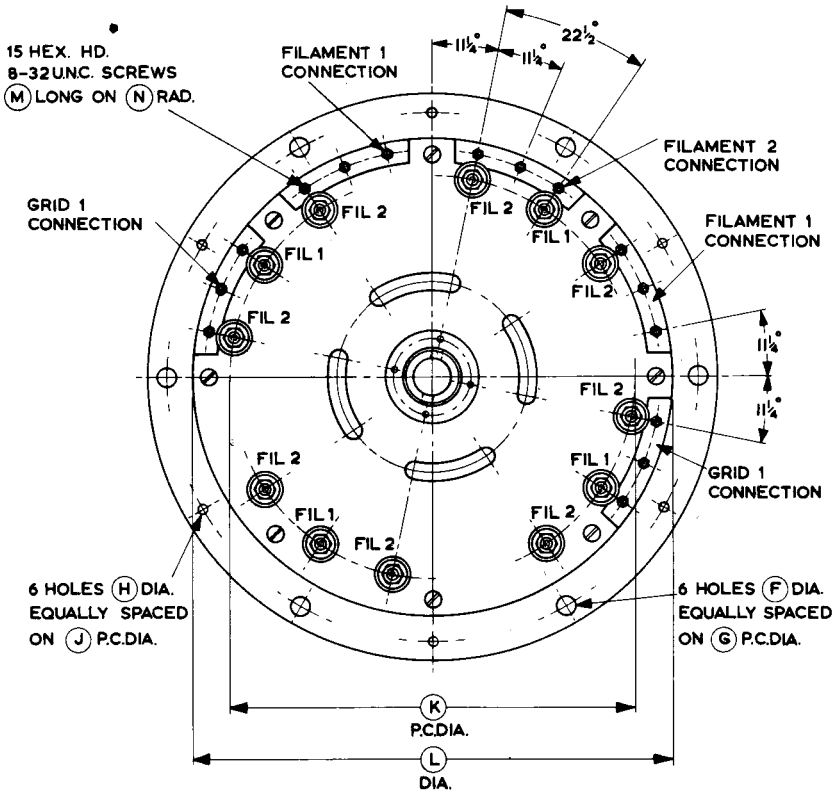 15 HEX. HD.
8-32 U.N.C. SCREWS
(M) LONG ON (N) RAD.
FILAMENT 1
CONNECTION
11¼°
11¼°
22½°
FILAMENT 2
CONNECTION
GRID 1
CONNECTION
FILAMENT 1
CONNECTION
FIL 2
FIL 2
FIL 1
FIL 1
FIL 2
FIL 2
11¼°
11¼°
FIL 2
FIL 2
FIL 1
GRID 1
CONNECTION
FIL 1
FIL 2
FIL 2
6 HOLES (H) DIA.
EQUALLY SPACED
ON (J) P.C.DIA.
6 HOLES (F) DIA.
EQUALLY SPACED
ON (G) P.C.DIA.
(K)
P.C.DIA.
(L)
DIA.